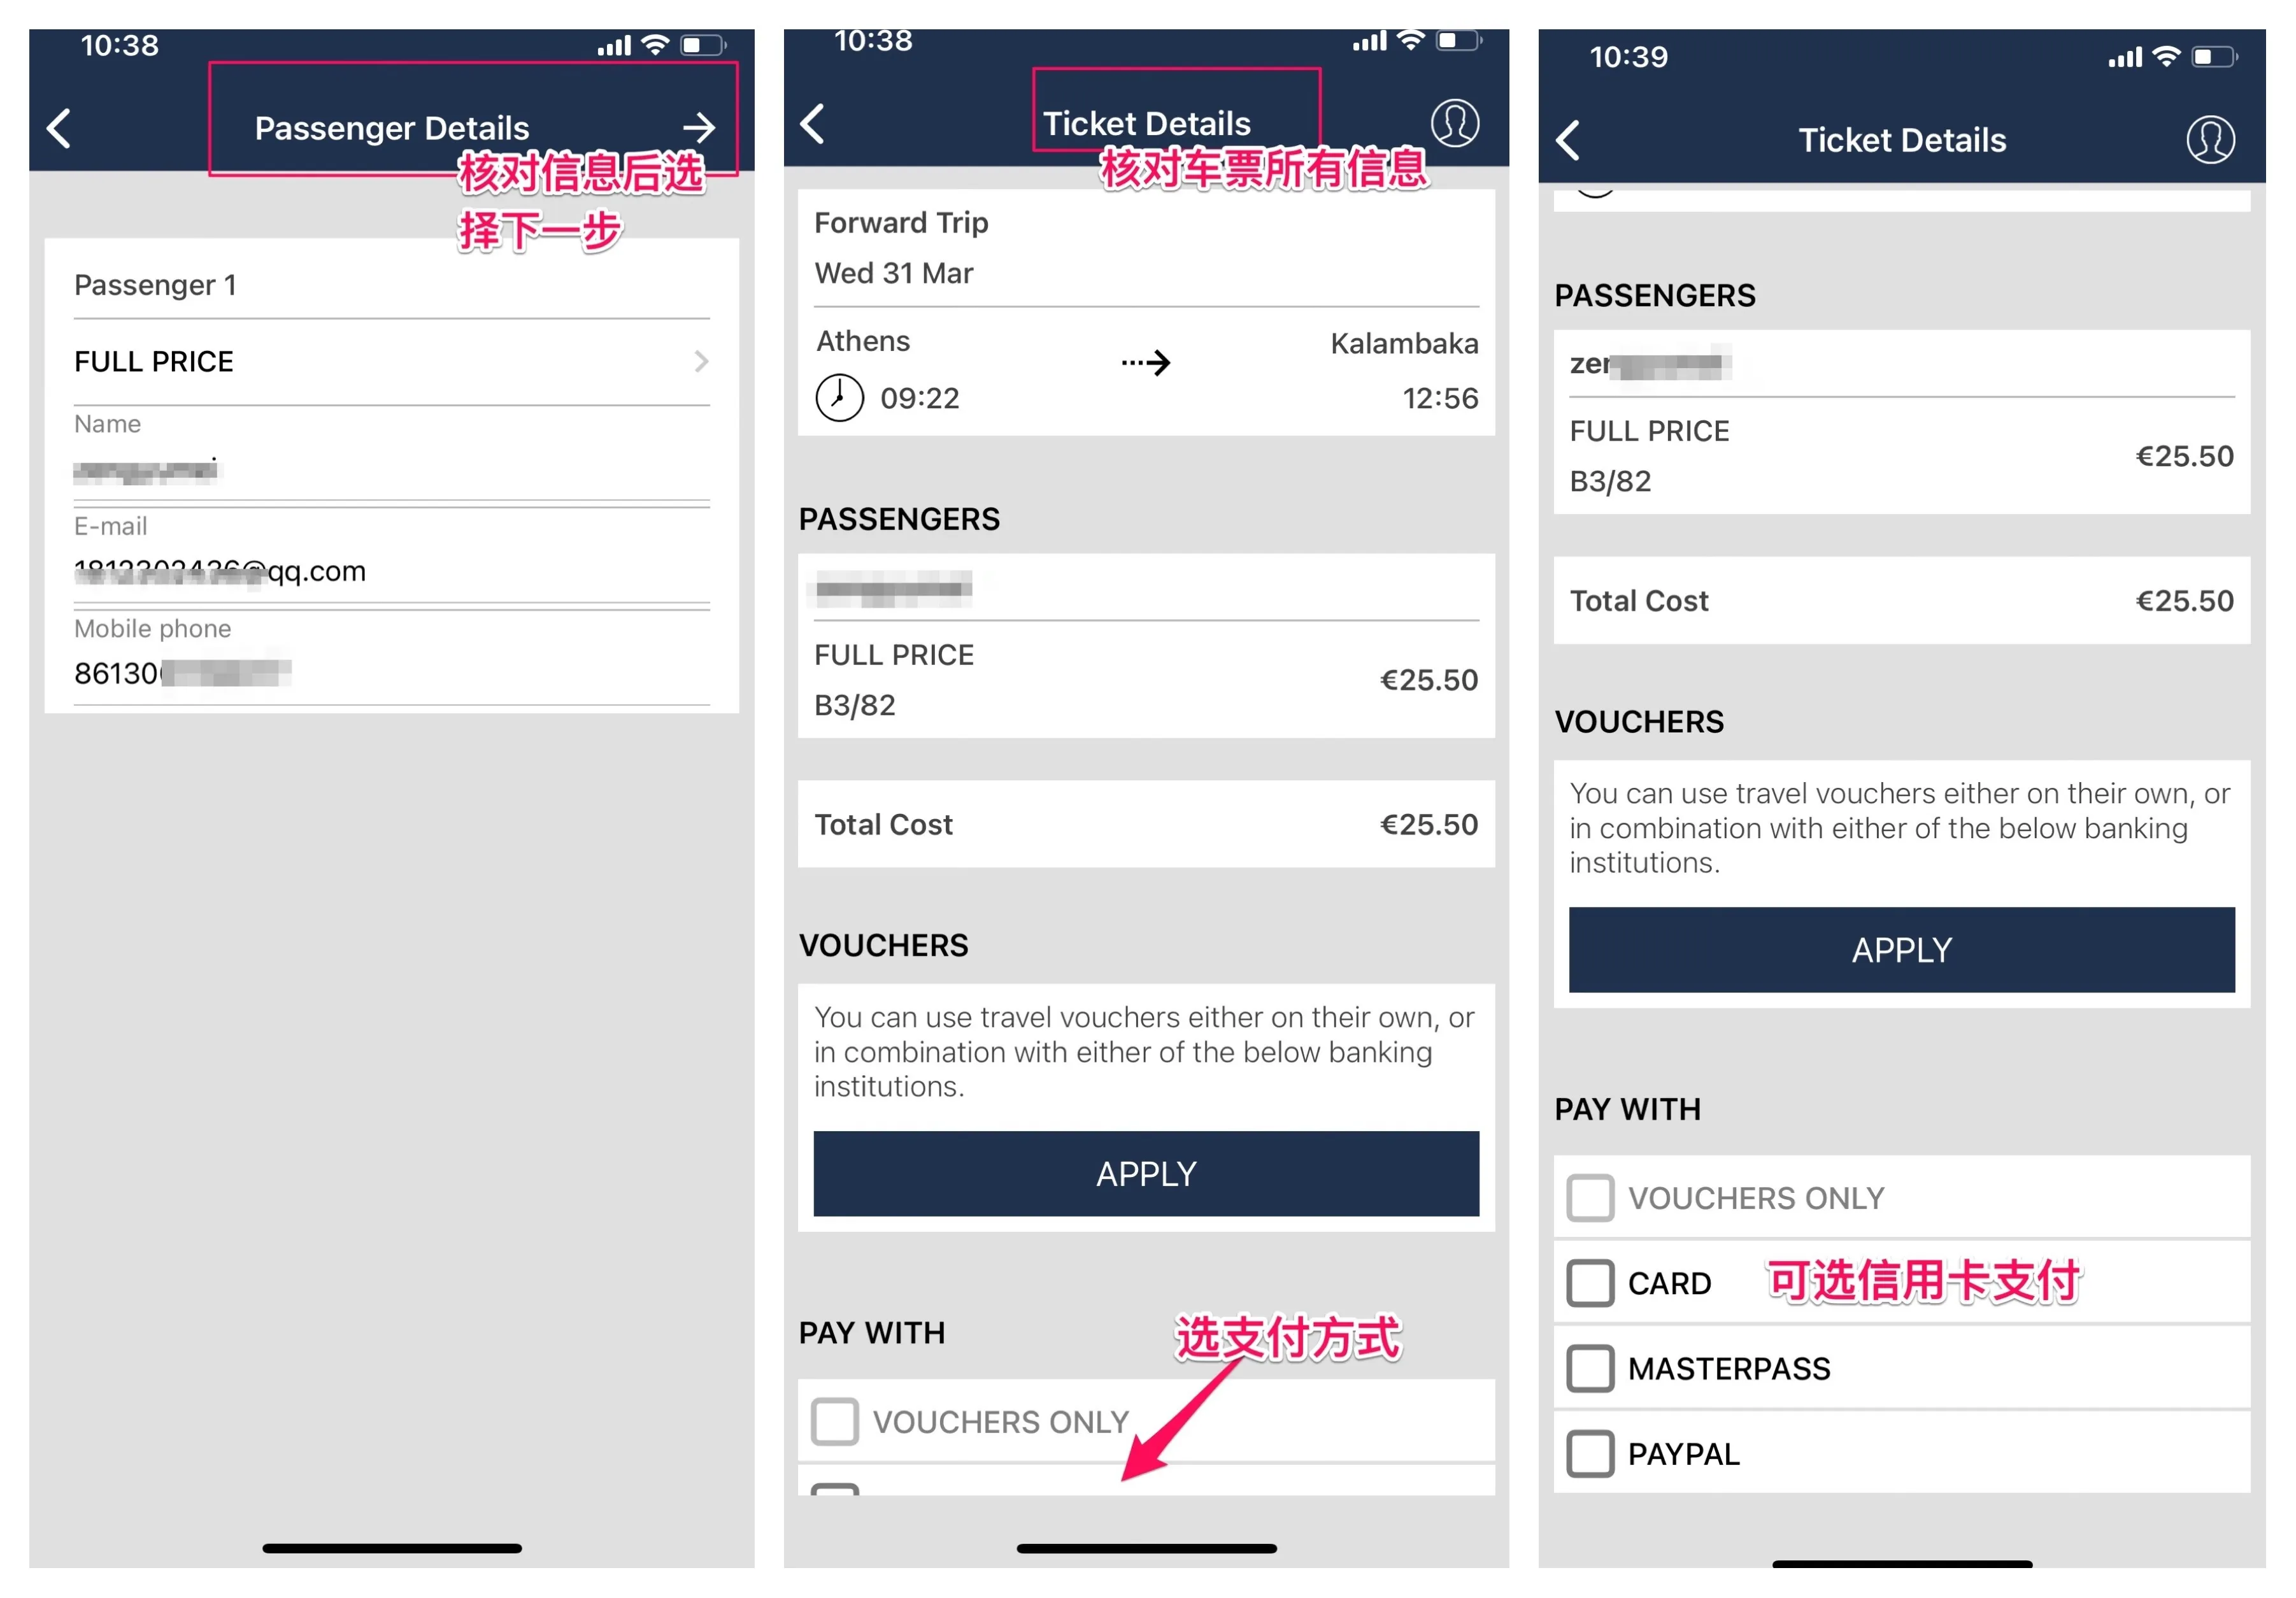 10:38
Passenger Details
核对信息后选
择下一步
Passenger 1
FULL PRICE
Name
E-mail
@qq.com
Mobile phone
86130
10:38
Ticket Details
核对车票所有信息
Forward Trip
Wed 31 Mar
Athens
Kalambaka
09:22
12:56
PASSENGERS
FULL PRICE
€25.50
B3/82
Total Cost €25.50
VOUCHERS
You can use travel vouchers either on their own, or
in combination with either of the below banking
institutions.
APPLY
PAY WITH
选支付方式
VOUCHERS ONLY
10:39
Ticket Details
PASSENGERS
zen
FULL PRICE
€25.50
B3/82
Total Cost €25.50
VOUCHERS
You can use travel vouchers either on their own, or
in combination with either of the below banking
institutions.
APPLY
PAY WITH
VOUCHERS ONLY
CARD 可选信用卡支付
MASTERPASS
PAYPAL